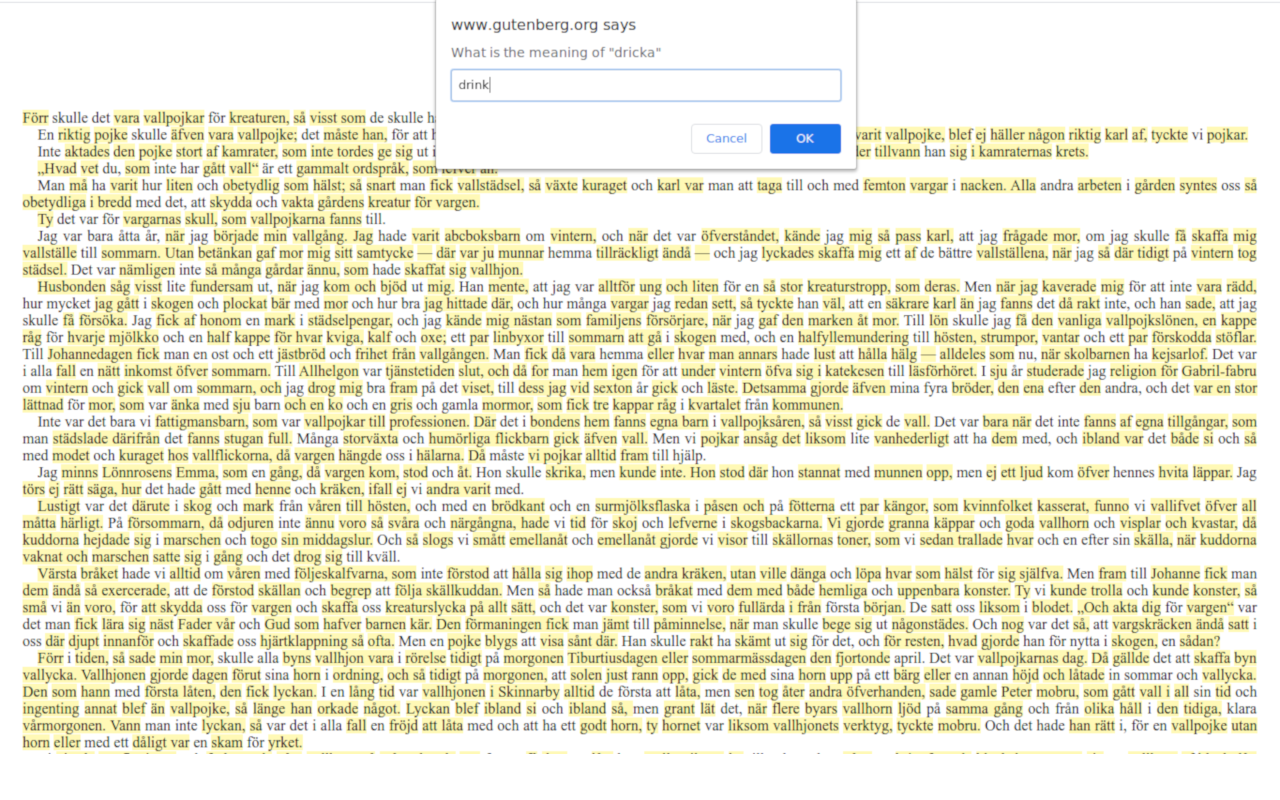 www.gutenberg.org says
What is the meaning of "dricka"
drink
Cancel
OK
Förr skulle det vara vallpojkar för kreaturen, så visst som de skulle h
En riktig pojke skulle äfven vara vallpojke; det måste han, för att h varit vallpojke, blef ej häller någon riktig karl af, tyckte vi pojkar.
Inte aktades den pojke stort af kamrater, som inte tordes ge sig ut i ler tillvann han sig i kamraternas krets.
„Hvad vet du, som inte har gått vall“ är ett gammalt ordspråk, som
Man må ha varit hur liten och obetydlig som hälst; så snart man fick vallstädsel, så växte kuraget och karl var man att taga till och med femton vargar i nacken. Alla andra arbeten i gården syntes oss så
obetydliga i bredd med det, att skydda och vakta gårdens kreatur för vargen.
Ty det var för vargarnas skull, som vallpojkarna fanns till.
Jag var bara åtta år, när jag började min vallgång. Jag hade varit abcboksbarn om vintern, och när det var öfverståndet, kände jag mig så pass karl, att jag frågade mor, om jag skulle få skaffa mig
vallställe till sommarn. Utan betänkan gaf mor mig sitt samtycke — där var ju munnar hemma tillräckligt ändå — och jag lyckades skaffa mig ett af de bättre vallställena, när jag så där tidigt på vintern tog
städsel. Det var nämligen inte så många gårdar ännu, som hade skaffat sig vallhjon.
Husbonden såg visst lite fundersam ut, när jag kom och bjöd ut mig. Han mente, att jag var alltför ung och liten för en så stor kreaturstropp, som deras. Men när jag kaverade mig för att inte vara rädd,
hur mycket jag gått i skogen och plockat bär med mor och hur bra jag hittade där, och hur många vargar jag redan sett, så tyckte han väl, att en säkrare karl än jag fanns det då rakt inte, och han sade, att jag
skulle få försöka. Jag fick af honom en mark i städselpengar, och jag kände mig nästan som familjens försörjare, när jag gaf den marken åt mor. Till lön skulle jag få den vanliga vallpojkslönen, en kappe
råg för hvarje mjölkko och en half kappe för hvar kviga, kalf och oxe; ett par linbyxor till sommarn att gå i skogen med, och en halfyllemundering till hösten, strumpor, vantar och ett par förskodda stöflar.
Till Johannedagen fick man en ost och ett jästbröd och frihet från vallgången. Man fick då vara hemma eller hvar man annars hade lust att hålla hälg — alldeles som nu, när skolbarnen ha kejsarlof. Det var
i alla fall en nätt inkomst öfver sommarn. Till Allhelgon var tjänstetiden slut, och då for man hem igen för att under vintern öfva sig i katekesen till läsförhöret. I sju år studerade jag religion för Gabril-fabru
om vintern och gick vall om sommarn, och jag drog mig bra fram på det viset, till dess jag vid sexton år gick och läste. Detsamma gjorde äfven mina fyra bröder, den ena efter den andra, och det var en stor
lättnad för mor, som var änka med sju barn och en ko och en gris och gamla mormor, som fick tre kappar råg i kvartalet från kommunen.
Inte var det bara vi fattigmansbarn, som var vallpojkar till professionen. Där det i bondens hem fanns egna barn i vallpojksåren, så visst gick de vall. Det var bara när det inte fanns af egna tillgångar, som
man städslade därifrån det fanns stugan full. Många storväxta och humörliga flickbarn gick äfven vall. Men vi pojkar ansåg det liksom lite vanhederligt att ha dem med, och ibland var det både si och så
med modet och kuraget hos vallflickorna, då vargen hängde oss i hälarna. Då måste vi pojkar alltid fram till hjälp.
Jag minns Lönnrosens Emma, som en gång, då vargen kom, stod och åt. Hon skulle skrika, men kunde inte. Hon stod där hon stannat med munnen opp, men ej ett ljud kom öfver hennes hvita läppar. Jag
törs ej rätt säga, hur det hade gått med henne och kräken, ifall ej vi andra varit med.
Lustigt var det därute i skog och mark från våren till hösten, och med en brödkant och en surmjölksflaska i påsen och på fötterna ett par kängor, som kvinnfolket kasserat, funno vi vallifvet öfver all
måtta härligt. På försommarn, då odjuren inte ännu voro så svåra och närgångna, hade vi tid för skoj och lefverne i skogsbackarna. Vi gjorde granna käppar och goda vallhorn och visplar och kvastar, då
kuddorna hejdade sig i marschen och togo sin middagslur. Och så slogs vi smått emellanåt och emellanåt gjorde vi visor till skällornas toner, som vi sedan trallade hvar och en efter sin skälla, när kuddorna
vaknat och marschen satte sig i gång och det drog sig till kväll.
Värsta bråket hade vi alltid om våren med följeskalfvarna, som inte förstod att hålla sig ihop med de andra kräken, utan ville dänga och löpa hvar som hälst för sig själfva. Men fram till Johanne fick man
dem ändå så exercerade, att de förstod skällan och begrep att följa skällkuddan. Men så hade man också bråkat med dem med både hemliga och uppenbara konster. Ty vi kunde trolla och kunde konster, så
små vi än voro, för att skydda oss för vargen och skaffa oss kreaturslycka på allt sätt, och det var konster, som vi voro fullärda i från första början. De satt oss liksom i blodet. „Och akta dig för vargen“ var
det man fick lära sig näst Fader vår och Gud som hafver barnen kär. Den förmaningen fick man jämt till påminnelse, när man skulle bege sig ut någonstädes. Och nog var det så, att vargskräcken ändå satt i
oss där djupt innanför och skaffade oss hjärtklappning så ofta. Men en pojke blygs att visa sånt där. Han skulle rakt ha skämt ut sig för det, och för resten, hvad gjorde han för nytta i skogen, en sådan?
Förr i tiden, så sade min mor, skulle alla byns vallhjon vara i rörelse tidigt på morgonen Tiburtiusdagen eller sommarmässdagen den fjortonde april. Det var vallpojkarnas dag. Då gällde det att skaffa byn
vallycka. Vallhjonen gjorde dagen förut sina horn i ordning, och så tidigt på morgonen, att solen just rann opp, gick de med sina horn upp på ett bärg eller en annan höjd och låtade in sommar och vallycka.
Den som hann med första låten, den fick lyckan. I en lång tid var vallhjonen i Skinnarby alltid de första att låta, men sen tog åter andra öfverhanden, sade gamle Peter mobru, som gått vall i all sin tid och
ingenting annat blef än vallpojke, så länge han orkade något. Lyckan blef ibland si och ibland så, men grant lät det, när flere byars vallhorn ljöd på samma gång och från olika håll i den tidiga, klara
vårmorgonen. Vann man inte lyckan, så var det i alla fall en fröjd att låta med och att ha ett godt horn, ty hornet var liksom vallhjonets verktyg, tyckte mobru. Och det hade han rätt i, för en vallpojke utan
horn eller med ett dåligt var en skam för yrket.